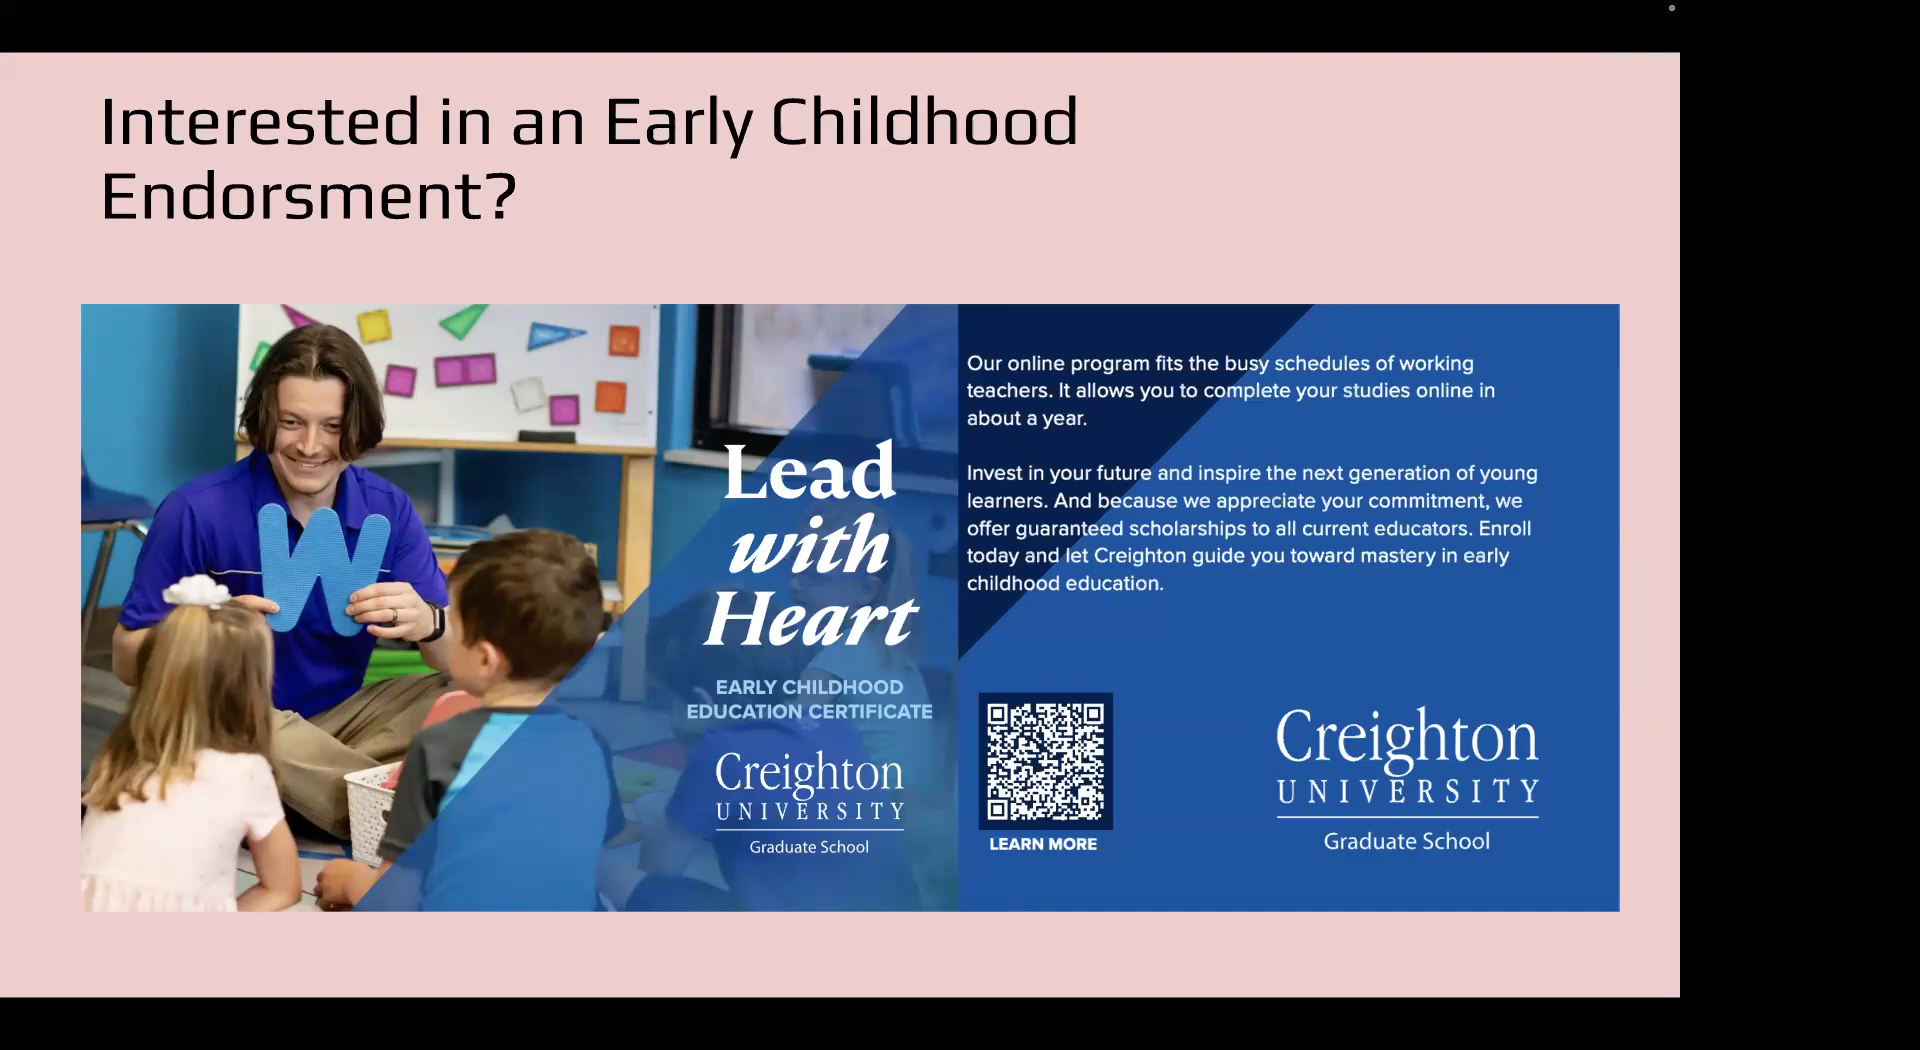 Interested in an Early Childhood
Endorsment?
W
Lead
with
Heart
EARLY CHILDHOOD
EDUCATION CERTIFICATE
Creighton
UNIVERSITY
Graduate School
Our online program fits the busy schedules of working
teachers. It allows you to complete your studies online in
about a year.
Invest in your future and inspire the next generation of young
learners. And because we appreciate your commitment, we
offer guaranteed scholarships to all current educators. Enroll
today and let Creighton guide you toward mastery in early
childhood education.
LEARN MORE
Creighton
UNIVERSITY
Graduate School